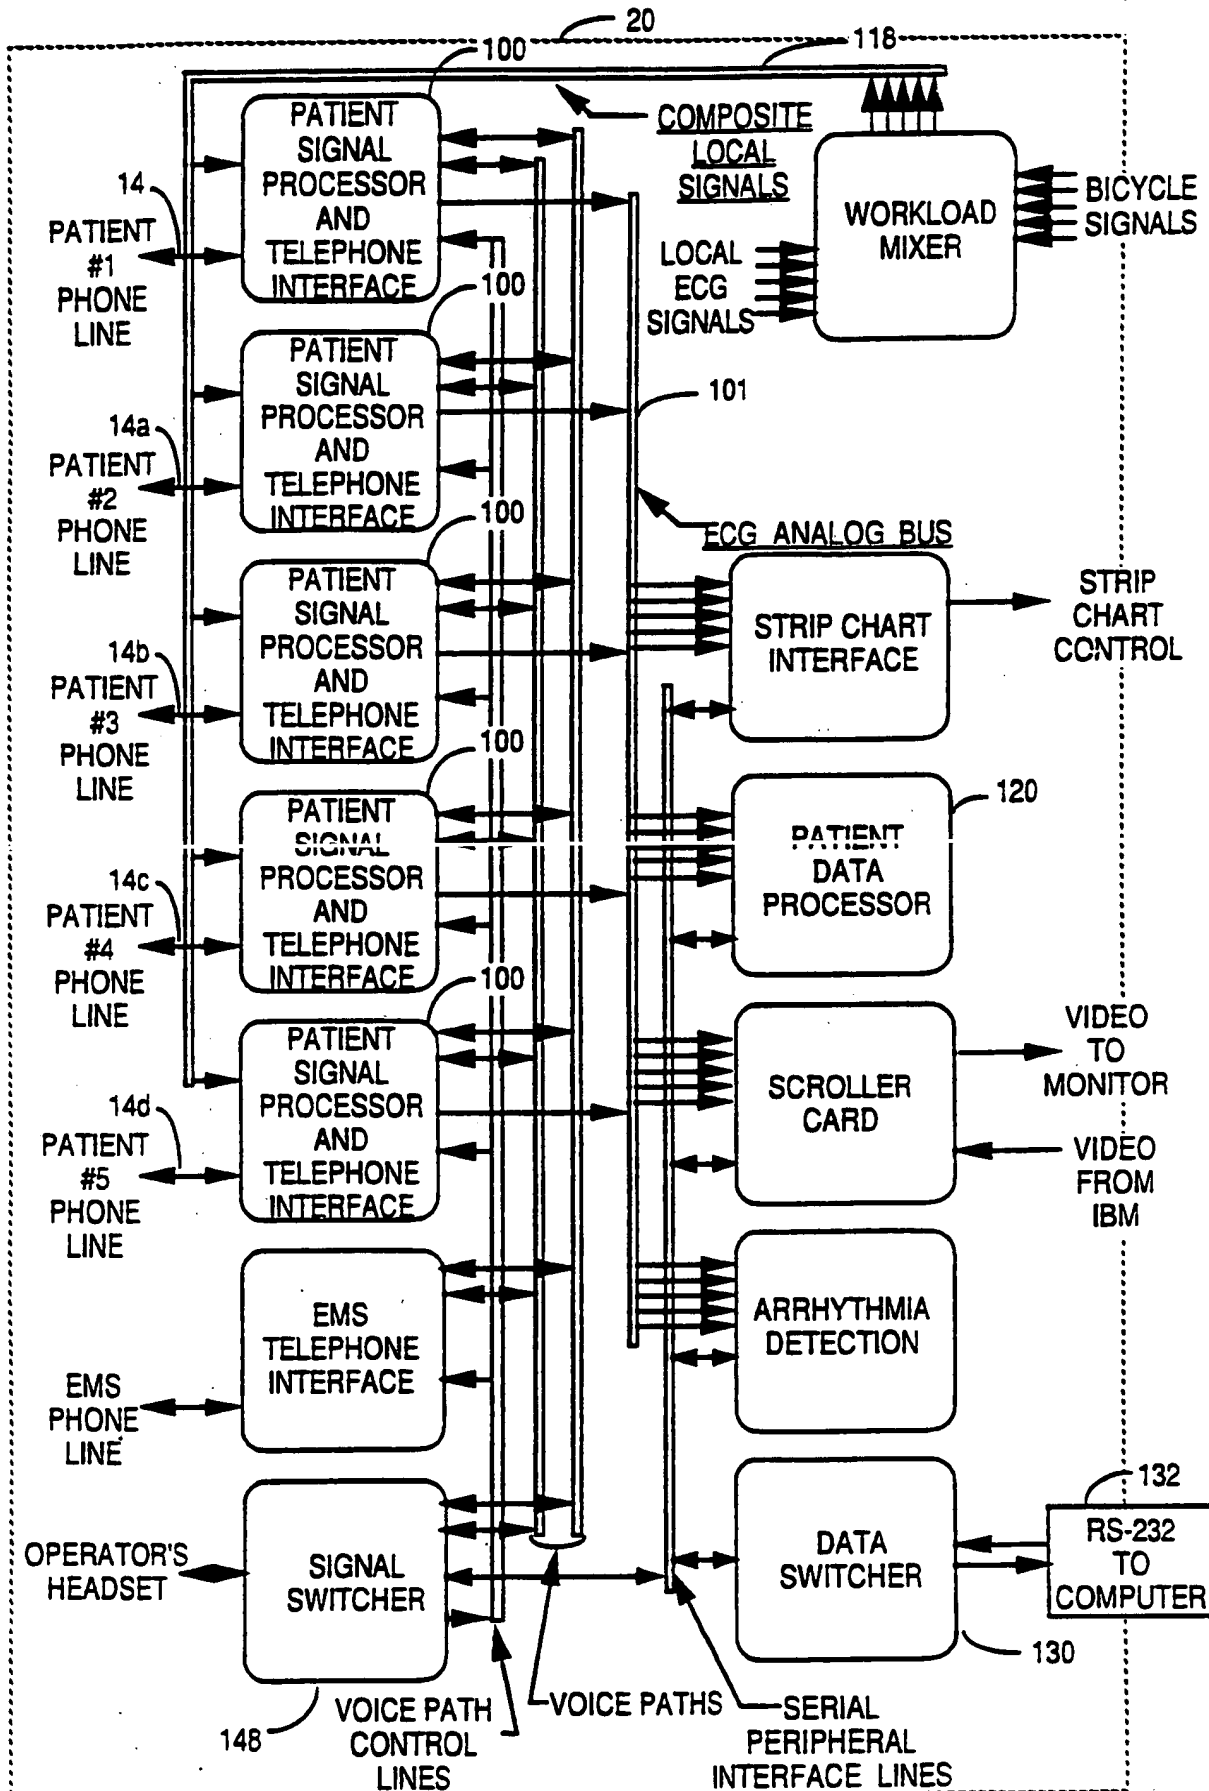 20
118
100
PATIENT
SIGNAL
PROCESSOR
AND
TELEPHONE
INTERFACE
14
PATIENT
#1
PHONE
LINE
COMPOSITE
LOCAL
SIGNALS
WORKLOAD
MIXER
BICYCLE
SIGNALS
LOCAL
ECG
SIGNALS
100
PATIENT
SIGNAL
PROCESSOR
AND
TELEPHONE
INTERFACE
14a
PATIENT
#2
PHONE
LINE
101
ECG ANALOG BUS
100
PATIENT
SIGNAL
PROCESSOR
AND
TELEPHONE
INTERFACE
14b
PATIENT
#3
PHONE
LINE
STRIP CHART
INTERFACE
STRIP
CHART
CONTROL
100
PATIENT
SIGNAL
PROCESSOR
AND
TELEPHONE
INTERFACE
14c
PATIENT
#4
PHONE
LINE
120
PATIENT
DATA
PROCESSOR
100
PATIENT
SIGNAL
PROCESSOR
AND
TELEPHONE
INTERFACE
14d
PATIENT
#5
PHONE
LINE
SCROLLER
CARD
VIDEO
TO
MONITOR
VIDEO
FROM
IBM
EMS
TELEPHONE
INTERFACE
EMS
PHONE
LINE
ARRHYTHMIA
DETECTION
SIGNAL
SWITCHER
OPERATOR'S
HEADSET
148
DATA
SWITCHER
130
132
RS-232
TO
COMPUTER
VOICE PATH
CONTROL
LINES
VOICE PATHS
SERIAL
PERIPHERAL
INTERFACE LINES